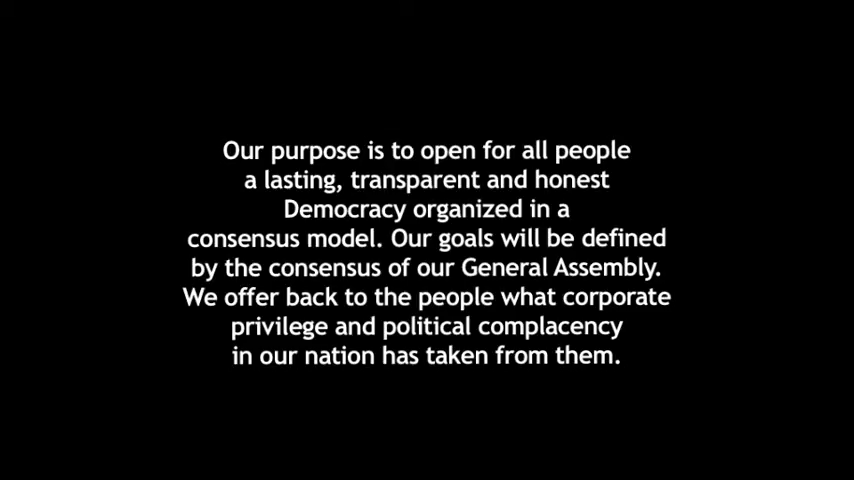 Our purpose is to open for all people
a lasting, transparent and honest
Democracy organized in a
consensus model. Our goals will be defined
by the consensus of our General Assembly.
We offer back to the people what corporate
privilege and political complacency
in our nation has taken from them.